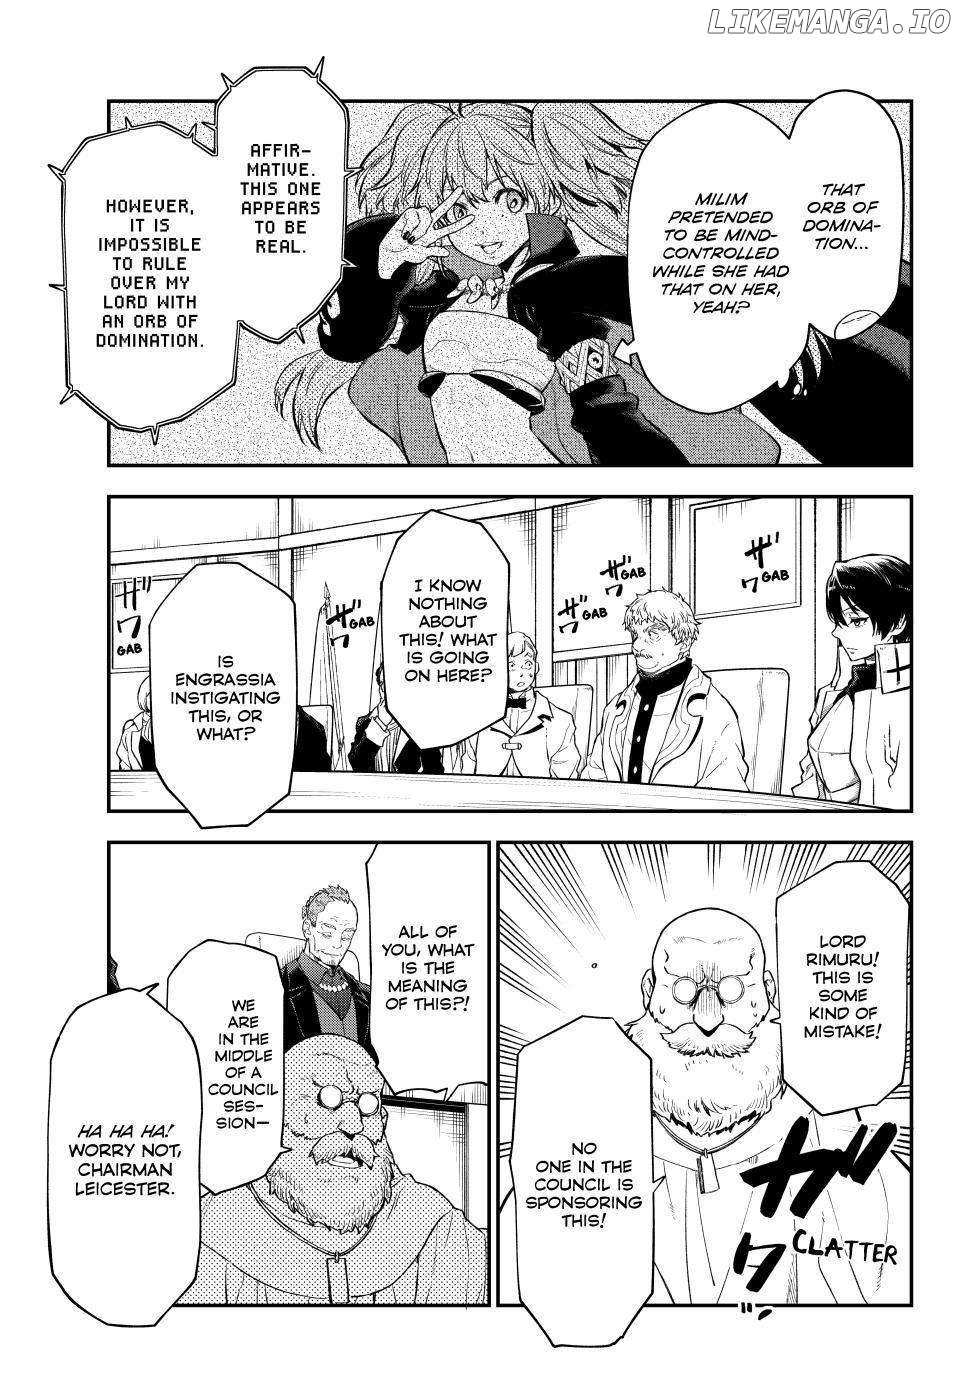 LIKEMANGA.IO
THAT
ORB OF
DOMINA-
TION...
MILIM
PRETENDED
TO BE MIND-
CONTROLLED
WHILE SHE HAD
THAT ON HER,
YEAH?
AFFIR-
MATIVE.
THIS ONE
APPEARS
TO BE
REAL.
HOWEVER,
IT IS
IMPOSSIBLE
TO RULE
OVER MY
LORD WITH
AN ORB OF
DOMINATION.
ザワ
GAB
ザワ
GAB
ザワ
GAB
ザワ
GAB
ザワ
GAB
I KNOW
NOTHING
ABOUT
THIS! WHAT
IS GOING
ON HERE?
IS
ENGRASSIA
INSTIGATING
THIS, OR
WHAT?
LORD
RIMURU!
THIS IS
SOME
KIND OF
MISTAKE!
ガタ
CLATTER
NO
ONE IN THE
COUNCIL IS
SPONSORING
THIS!
ALL OF
YOU, WHAT
IS THE
MEANING
OF THIS?!
WE
ARE
IN THE
MIDDLE
OF A
COUNCIL
SES-
SION—
HA HA HA!
WORRY NOT,
CHAIRMAN
LEICESTER.